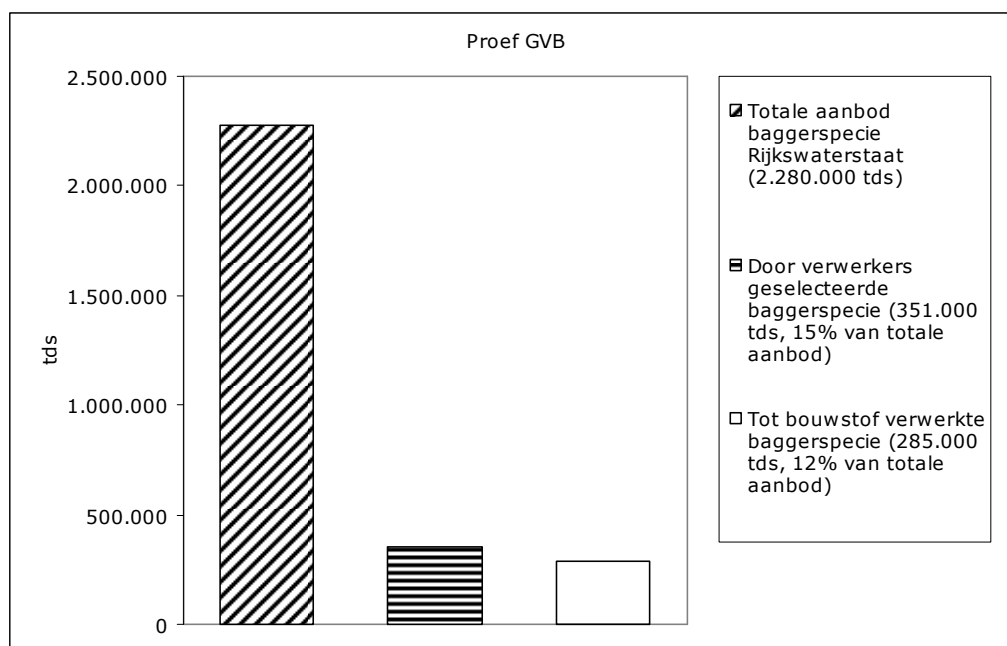 Proef GVB
2.500.000
2.000.000
1.500.000
1.000.000
500.000
0
tds
Totale aanbod
baggerspecie
Rijkswaterstaat
(2.280.000 tds)
Door verwerkers
geselecteerde
baggerspecie (351.000
tds, 15% van totale
aanbod)
Tot bouwstof verwerkte
baggerspecie (285.000
tds, 12% van totale
aanbod)